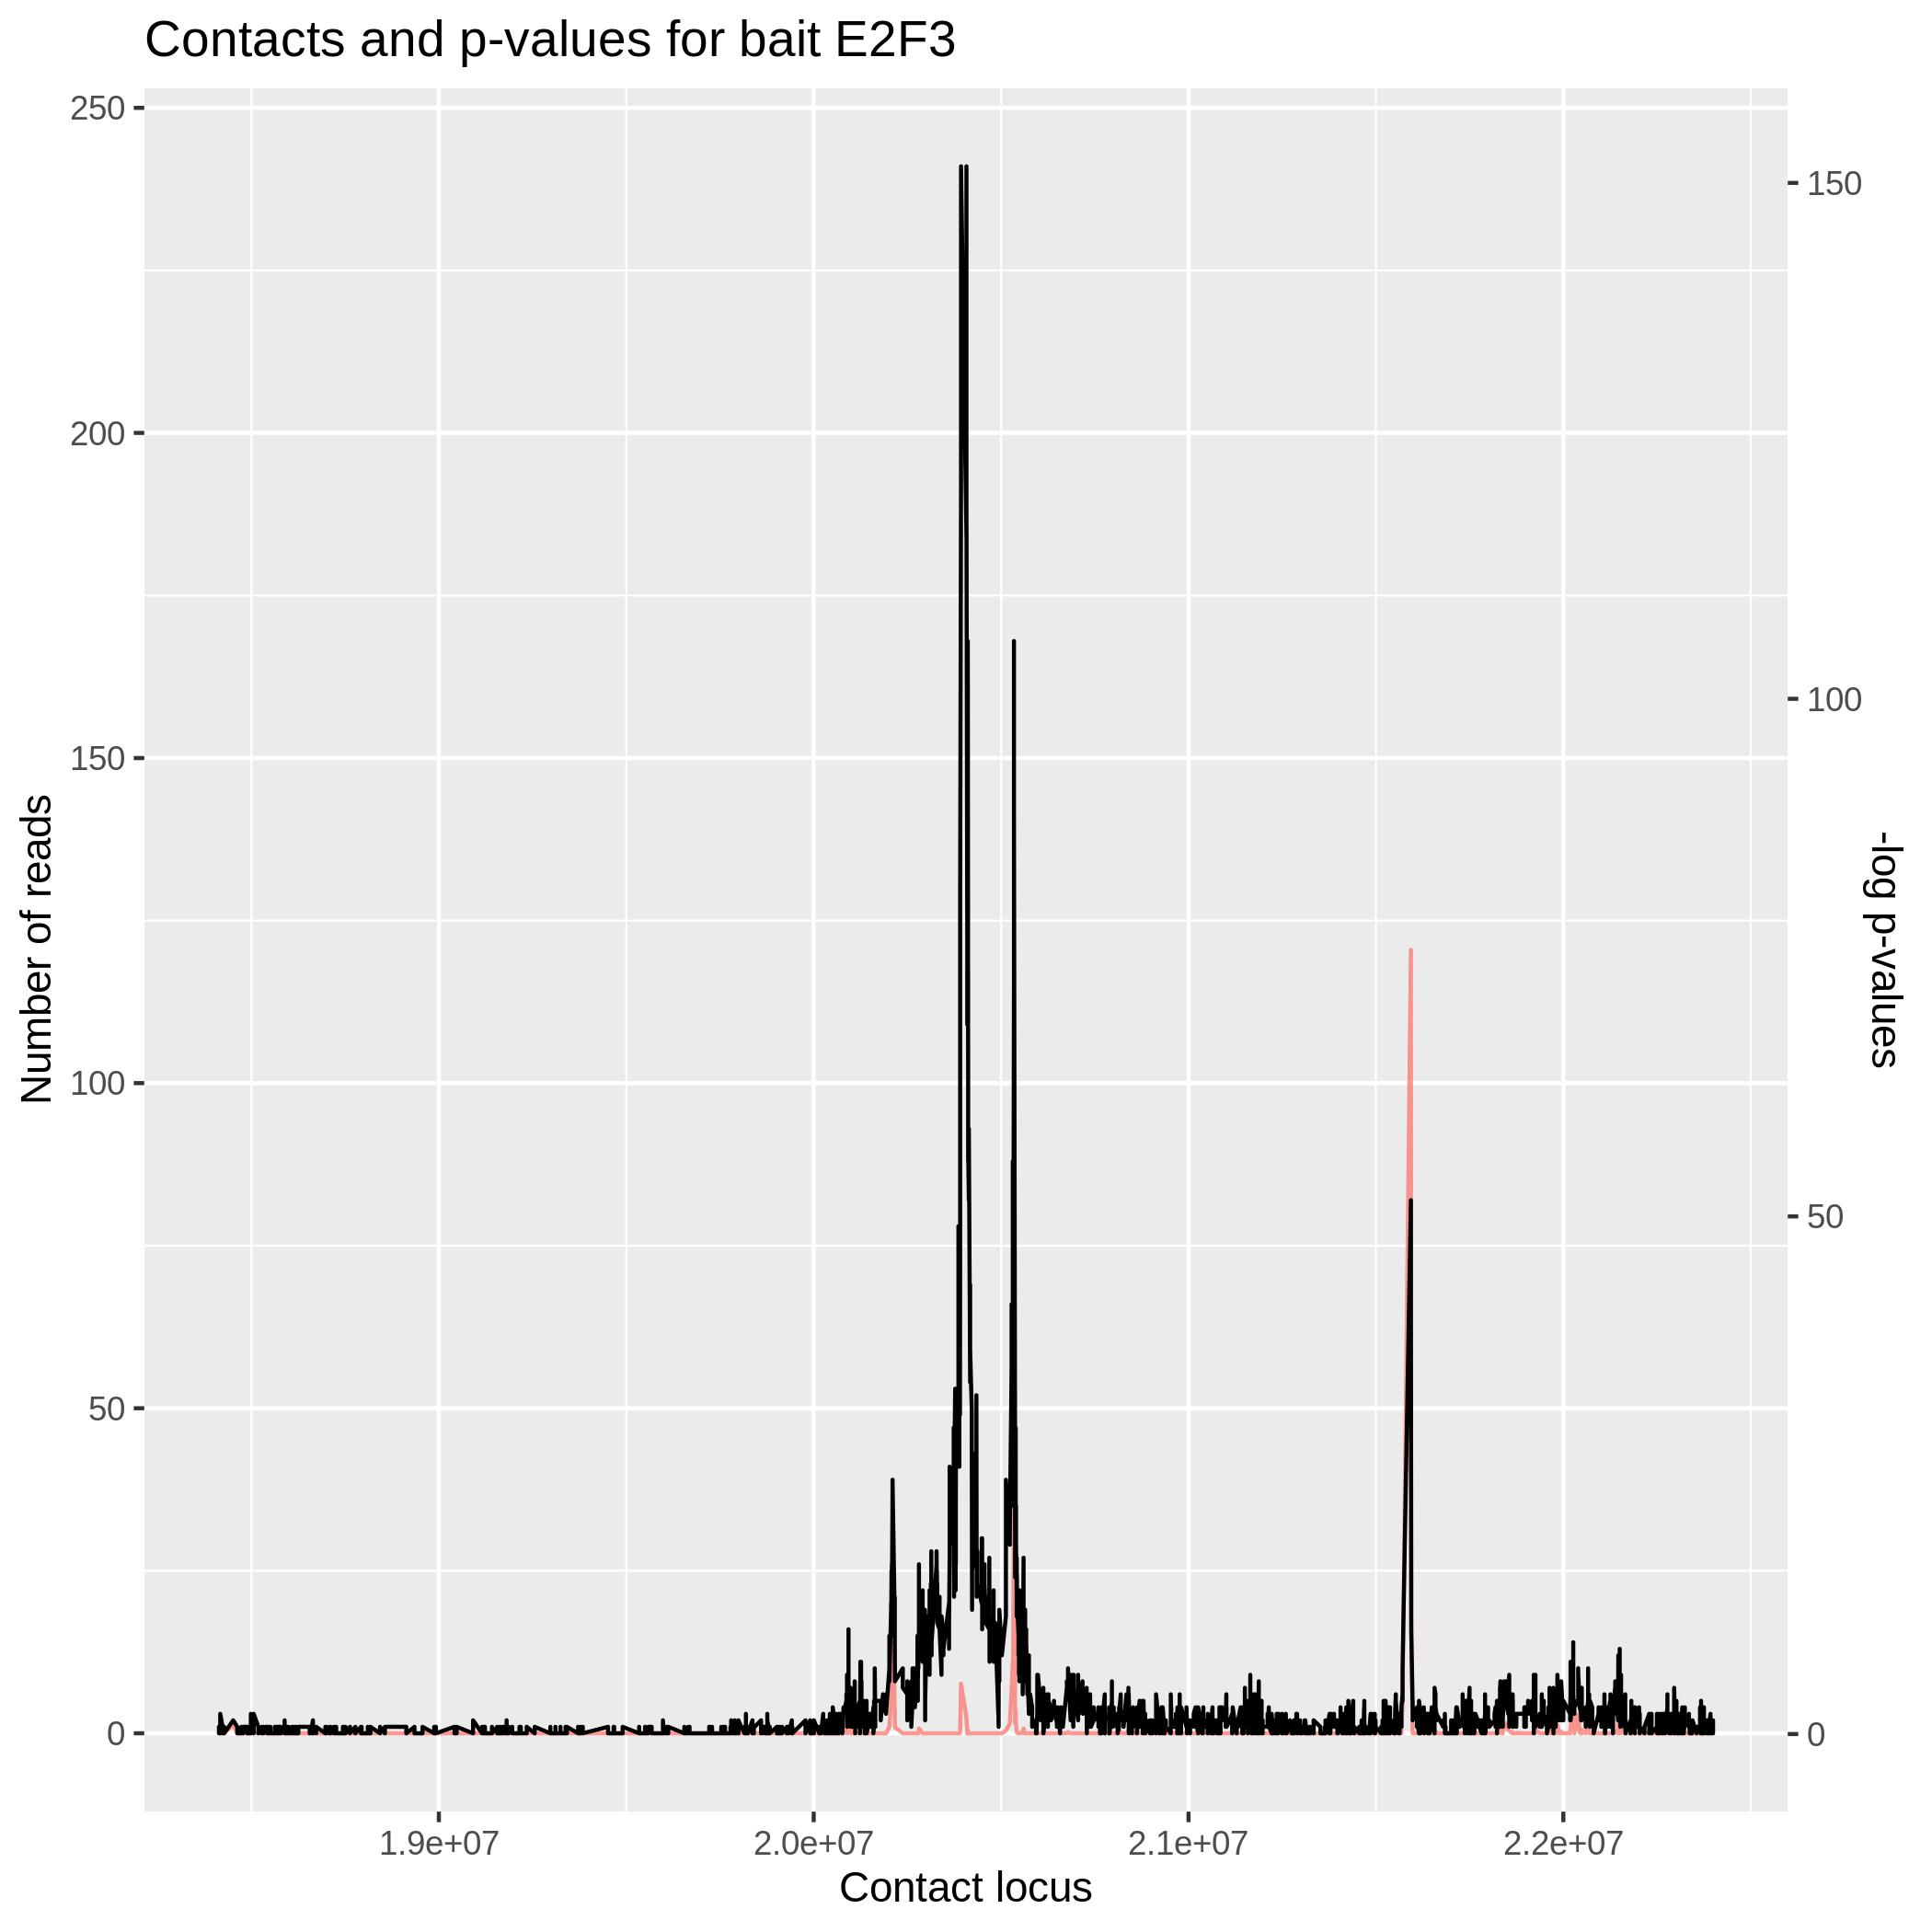 Contacts and p-values for bait E2F3
250
200
150
100
50
0
Number of reads
150
100
50
0
-log p-values
1.9e+07
2.0e+07
2.1e+07
2.2e+07
Contact locus